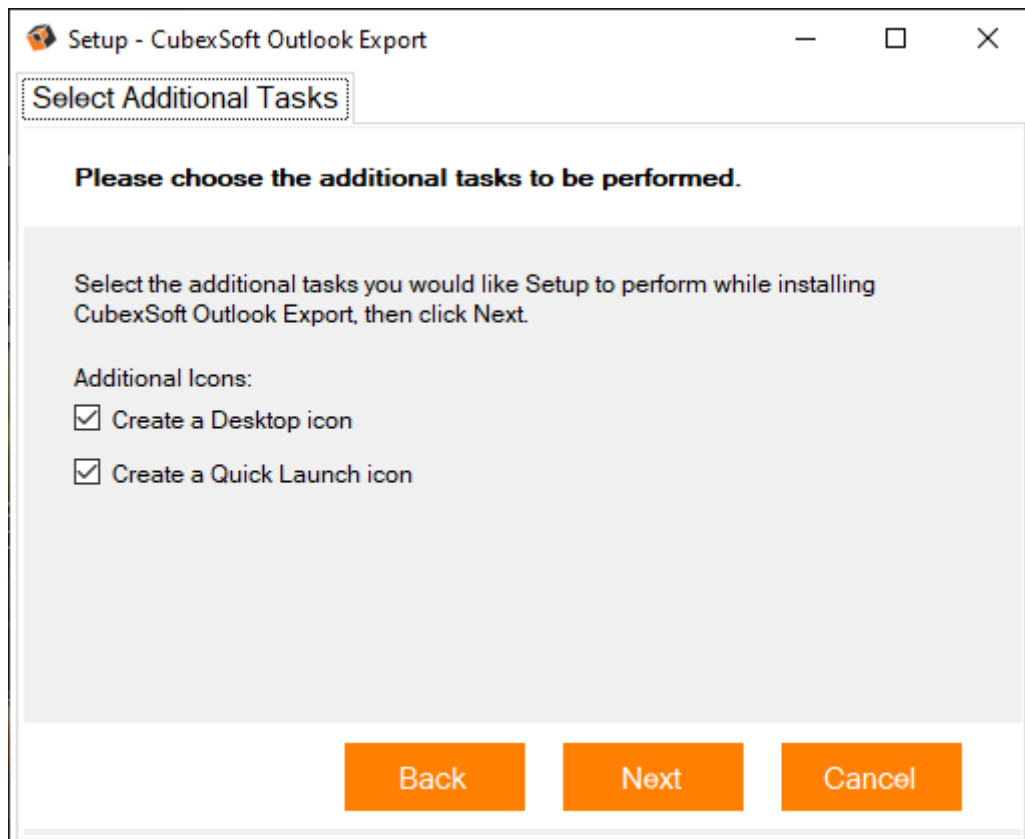 Setup - CubexSoft Outlook Export
Select Additional Tasks
Please choose the additional tasks to be performed.
Select the additional tasks you would like Setup to perform while installing
CubexSoft Outlook Export, then click Next.
Additional Icons:
Create a Desktop icon
Create a Quick Launch icon
Back Next Cancel